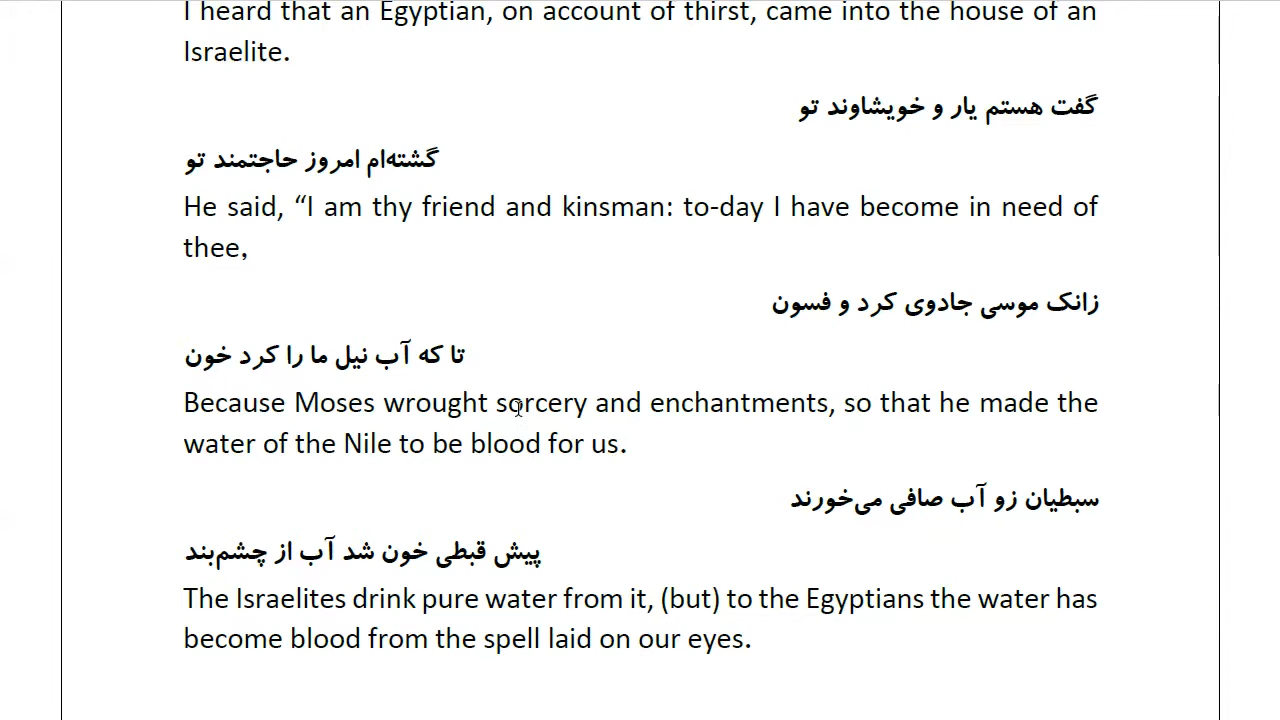 I heard that an Egyptian, on account of thirst, came into the house of an
Israelite.
گفت هستم یار و خویشاوند تو
گشته‌ام امروز حاجتمند تو
He said, “I am thy friend and kinsman: to-day I have become in need of
thee,
زانک موسی جادوی کرد و فسون
تا که آب نیل ما را کرد خون
Because Moses wrought sorcery and enchantments, so that he made the
water of the Nile to be blood for us.
سبطیان زو آب صافی می‌خورند
پیش قبطی خون شد آب از چشم‌بند
The Israelites drink pure water from it, (but) to the Egyptians the water has
become blood from the spell laid on our eyes.